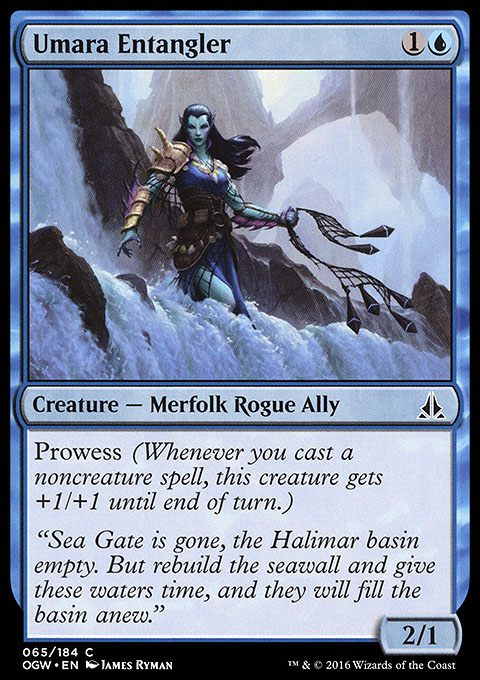 Umara Entangler 1
Creature — Merfolk Rogue Ally
Prowess (Whenever you cast a
noncreature spell, this creature gets
+1/+1 until end of turn.)
“Sea Gate is gone, the Halimar basin
empty. But rebuild the seawall and give
these waters time, and they will fill the
basin anew.”
2/1
065/184 C
OGW • EN James Ryman
™ & © 2016 Wizards of the Coast